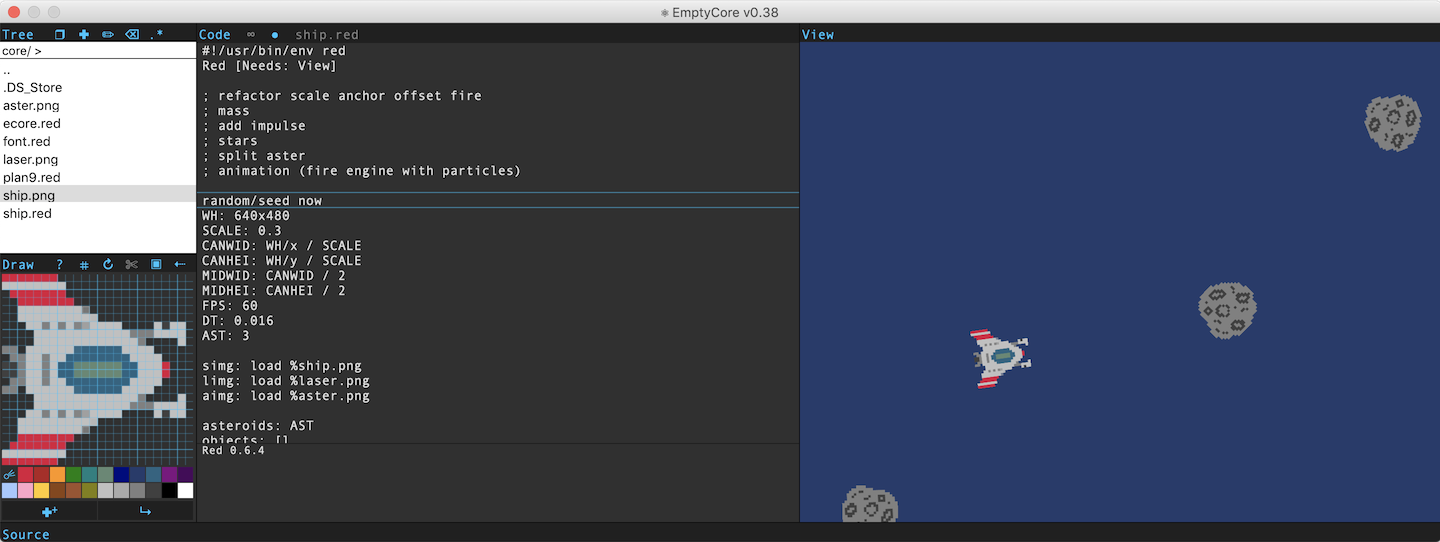 EmptyCore v0.38
Tree .*
core/ >
..
.DS_Store
aster.png
ecore.red
font.red
laser.png
plan9.red
ship.png
ship.red
Draw ? #
Code ∞ ● ship.red
#!/usr/bin/env red
Red [Needs: View]
; refactor scale anchor offset fire
; mass
; add impulse
; stars
; split aster
; animation (fire engine with particles)
random/seed now
WH: 640x480
SCALE: 0.3
CANWID: WH/x / SCALE
CANHEI: WH/y / SCALE
MIDWID: CANWID / 2
MIDHEI: CANHEI / 2
FPS: 60
DT: 0.016
AST: 3
simg: load %ship.png
limg: load %laser.png
aimg: load %aster.png
asteroids: AST
objects: []
Red 0.6.4
View
Source